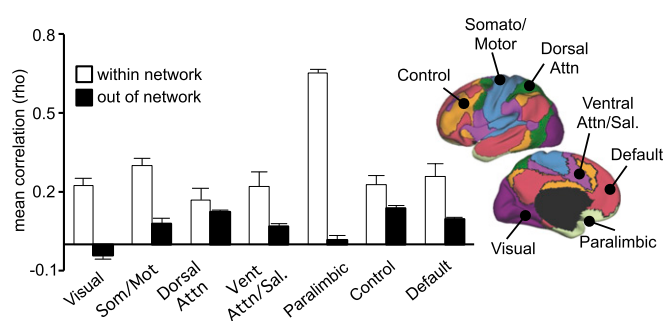 0.8
0.5
0.2
-0.1
mean correlation (rho)
within network
out of network
Visual
Som/Mot
Dorsal
Attn
Vent
Attn/Sal.
Paralimbic
Control
Default
Somato/
Motor
Dorsal
Attn
Control
Ventral
Attn/Sal.
Default
Visual
Paralimbic